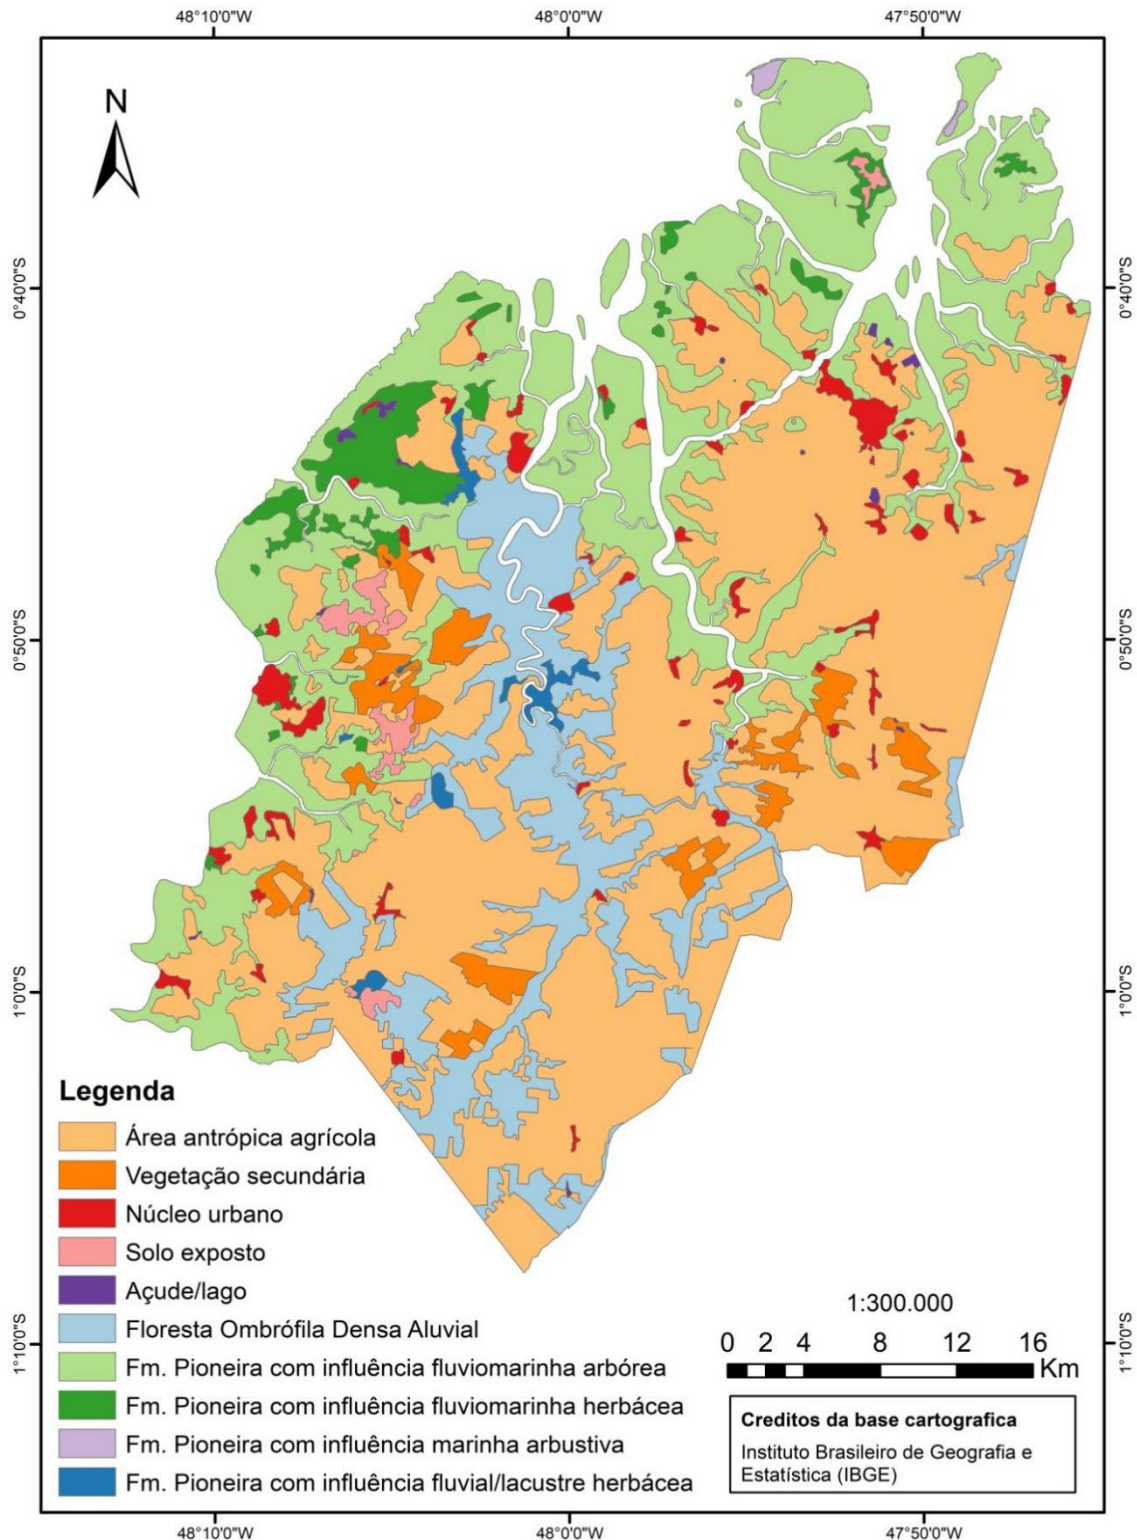 48°10'0"W
48°0'0"W
47°50'0"W
N
0°40'0"S
0°40'0"S
0°50'0"S
0°50'0"S
1°0'0"S
1°0'0"S
Legenda
Área antrópica agrícola
Vegetação secundária
Núcleo urbano
Solo exposto
Açude/lago
Floresta Ombrófila Densa Aluvial
Fm. Pioneira com influência fluviomarinha arbórea
Fm. Pioneira com influência fluviomarinha herbácea
Fm. Pioneira com influência marinha arbustiva
Fm. Pioneira com influência fluvial/lacustre herbácea
1:300.000
0 2 4 8 12 16
Km
1°10'0"S
1°10'0"S
Creditos da base cartografica
Instituto Brasileiro de Geografia e
Estatística (IBGE)
48°10'0"W
48°0'0"W
47°50'0"W